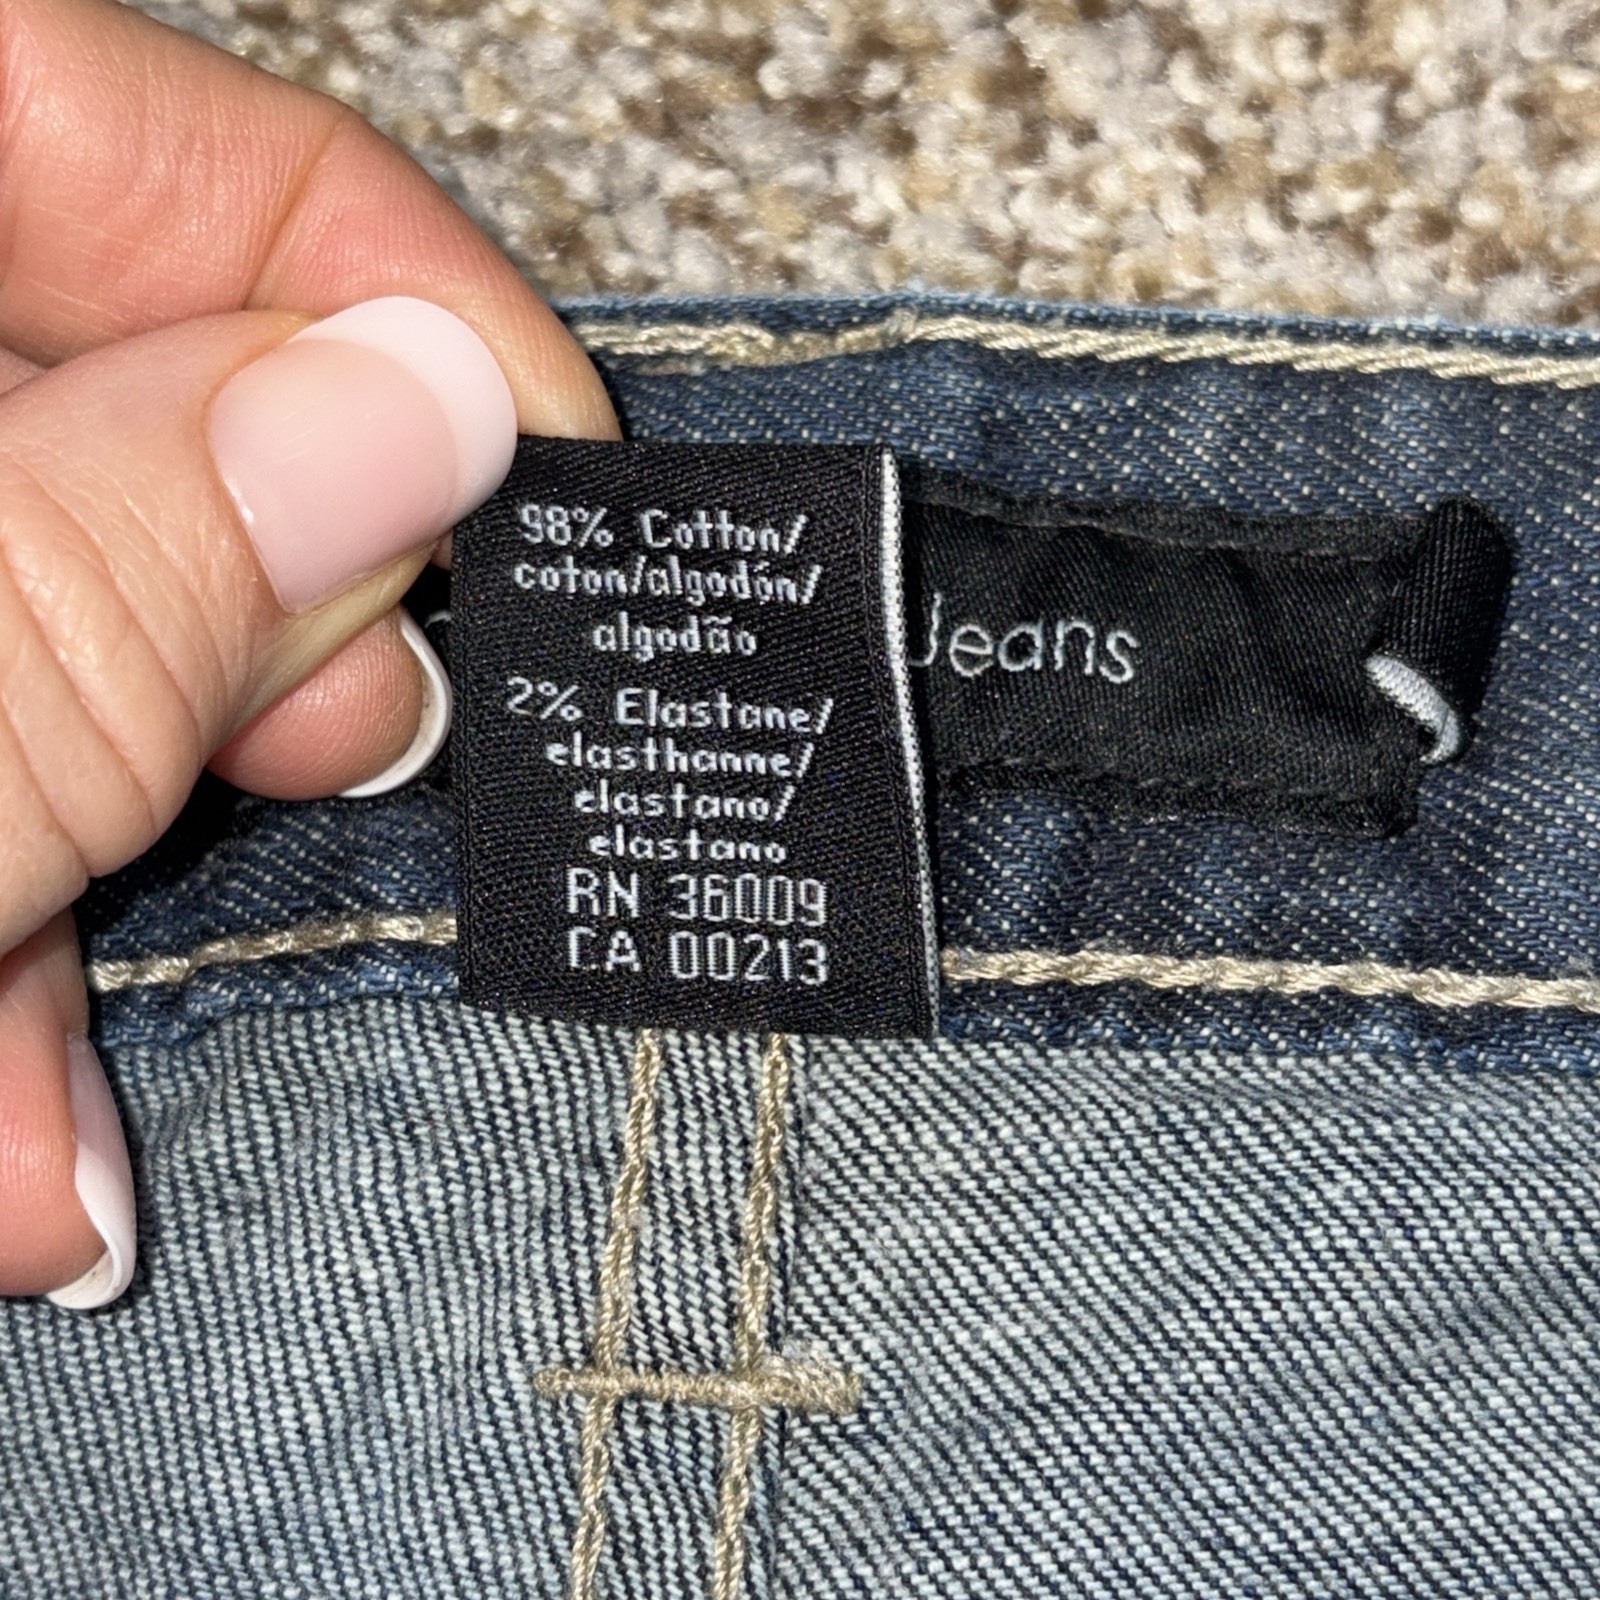 98% Cotton/
coton/algodón/
algodão
2% Elastane/
elasthanne/
elastano/
elastano
RN 36009
CA 00213
Jeans